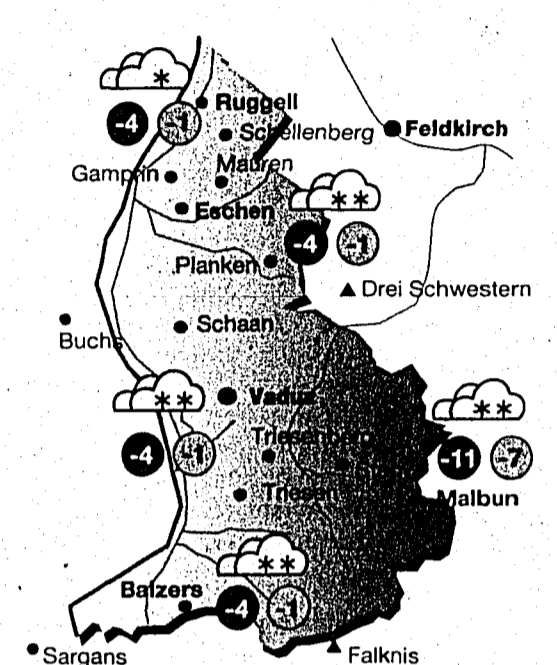 Ruggell
-4 -1
Schellenberg
Feldkirch
Gamprin
Mauren
Eschen
-4 -1
Planken
Drei Schwestern
Schaan
Buchs
Vaduz
Triesenberg
-4 -1
-11 -7
Triesen
Malbun
Balzers
-4 -1
Sargans
Falknis